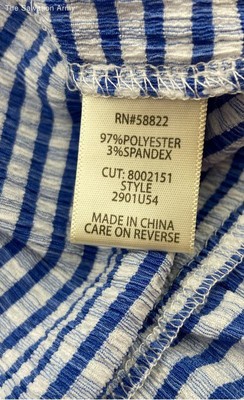 The Salvation Army
RN#58822
97%POLYESTER
3%SPANDEX
CUT: 8002151
STYLE
2901U54
MADE IN CHINA
CARE ON REVERSE